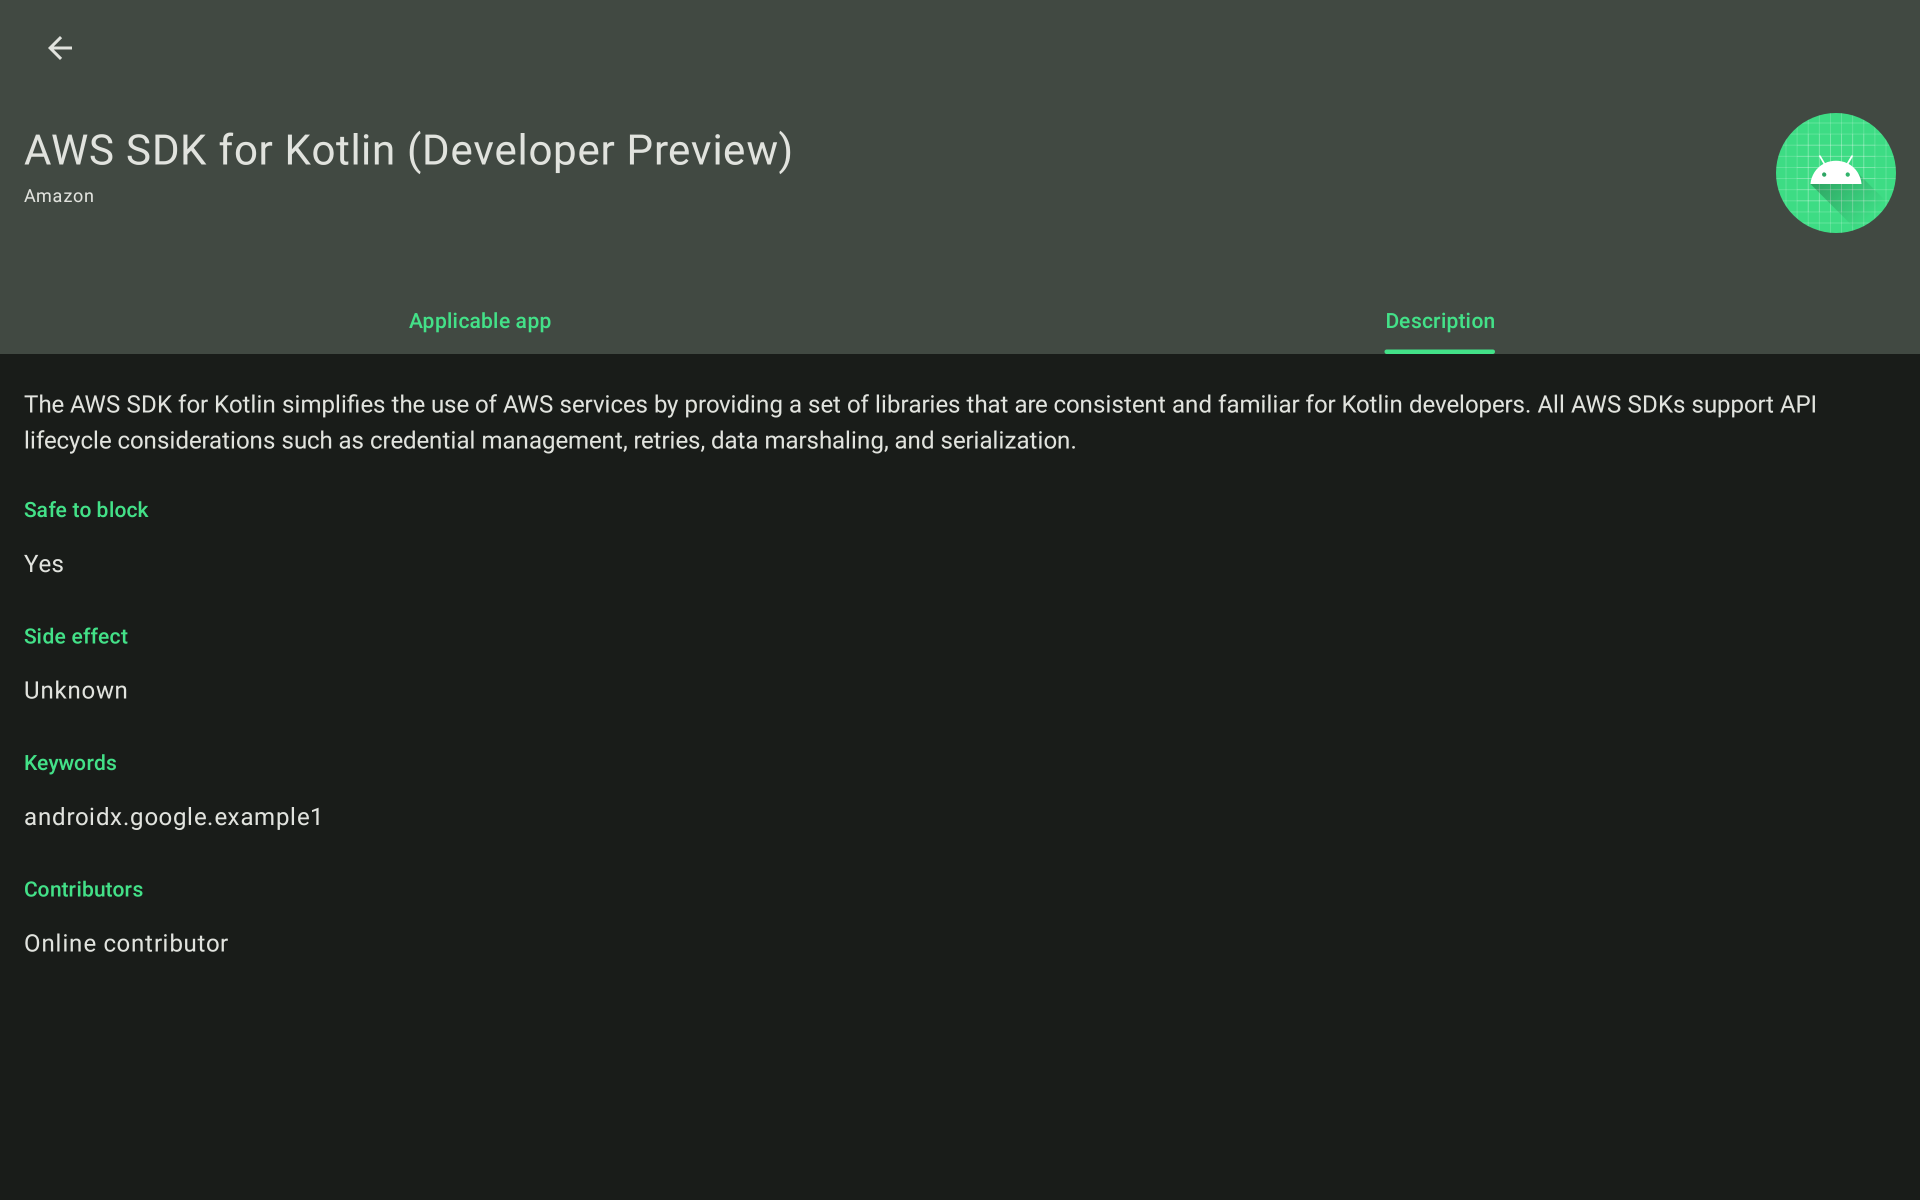 AWS SDK for Kotlin (Developer Preview)
Amazon
Applicable app
Description
The AWS SDK for Kotlin simplifies the use of AWS services by providing a set of libraries that are consistent and familiar for Kotlin developers. All AWS SDKs support API
lifecycle considerations such as credential management, retries, data marshaling, and serialization.
Safe to block
Yes
Side effect
Unknown
Keywords
androidx.google.example1
Contributors
Online contributor